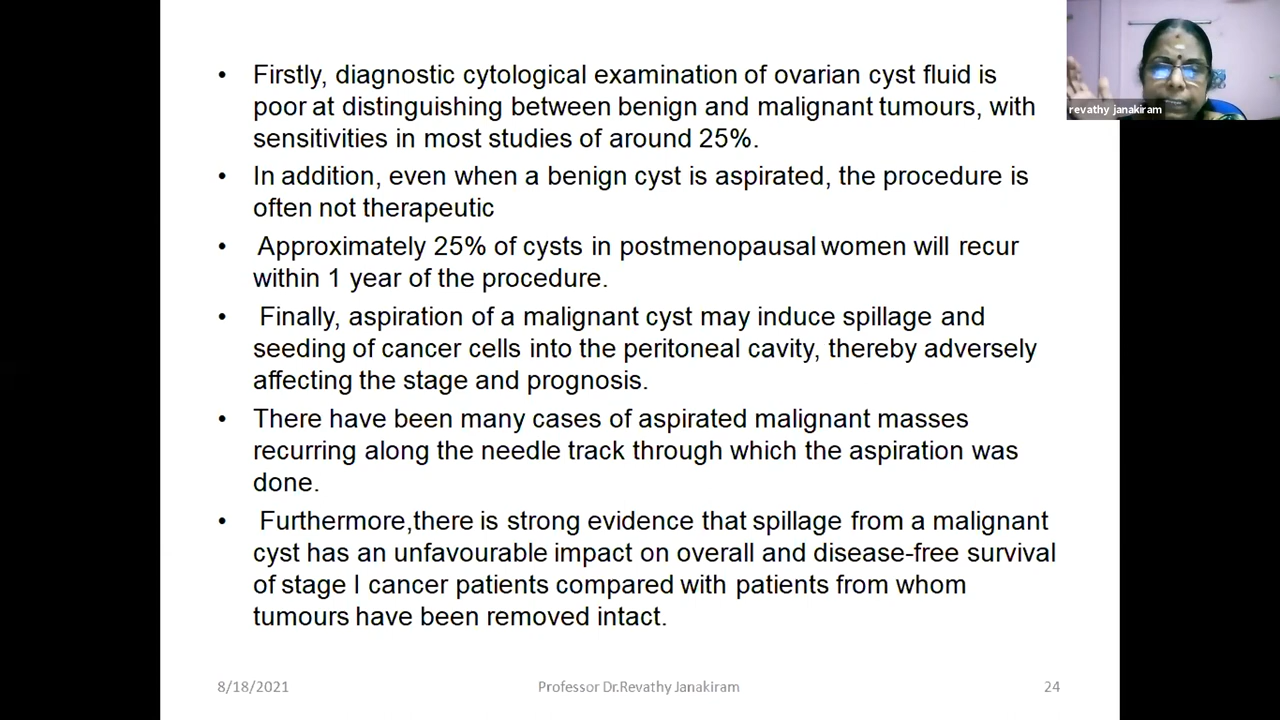 • Firstly, diagnostic cytological examination of ovarian cyst fluid is
poor at distinguishing between benign and malignant tumours, with
sensitivities in most studies of around 25%.
• In addition, even when a benign cyst is aspirated, the procedure is
often not therapeutic
• Approximately 25% of cysts in postmenopausal women will recur
within 1 year of the procedure.
• Finally, aspiration of a malignant cyst may induce spillage and
seeding of cancer cells into the peritoneal cavity, thereby adversely
affecting the stage and prognosis.
• There have been many cases of aspirated malignant masses
recurring along the needle track through which the aspiration was
done.
• Furthermore,there is strong evidence that spillage from a malignant
cyst has an unfavourable impact on overall and disease-free survival
of stage I cancer patients compared with patients from whom
tumours have been removed intact.
8/18/2021
Professor Dr.Revathy Janakiram
24
revathy janakiram